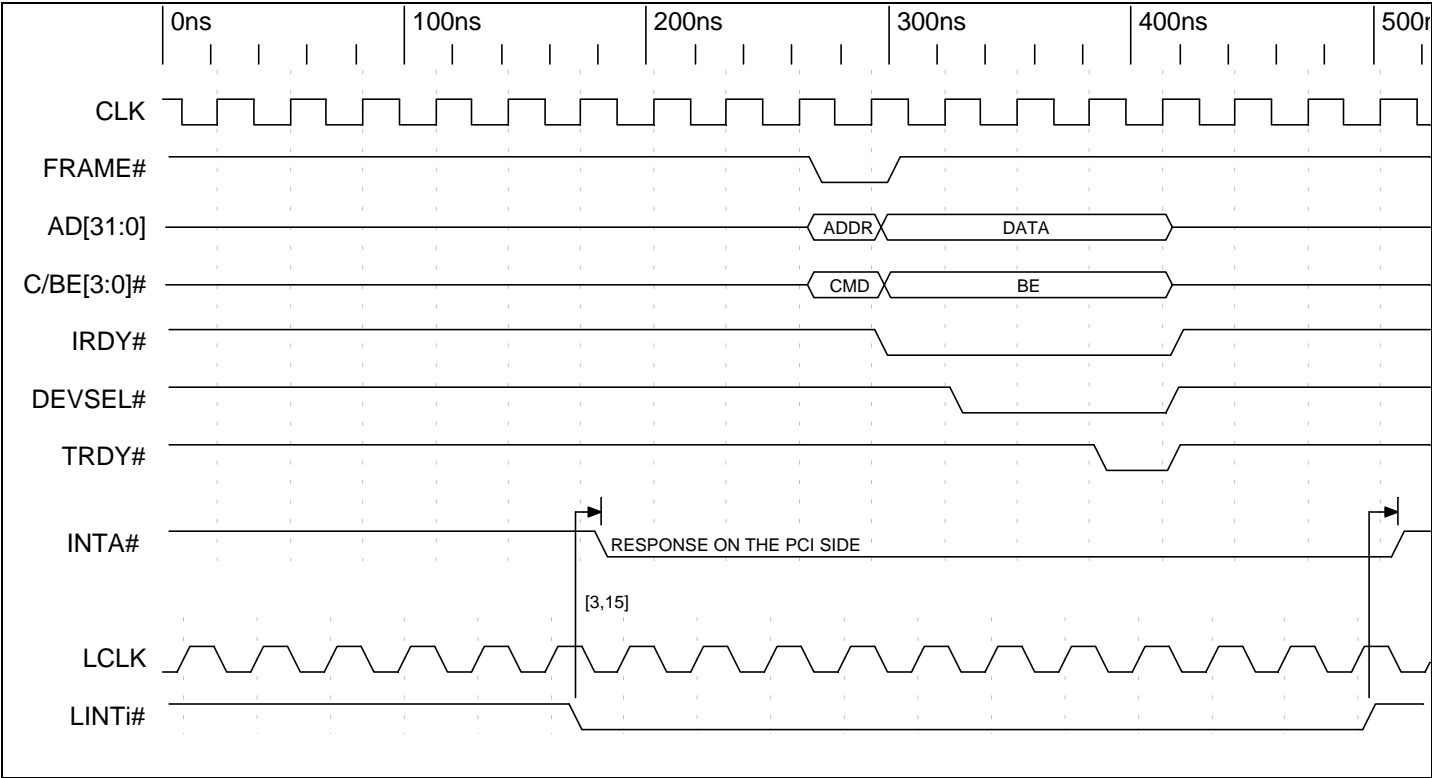 0ns 100ns 200ns 300ns 400ns 500n
CLK
FRAME#
AD[31:0] ADDR DATA
C/BE[3:0]# CMD BE
IRDY#
DEVSEL#
TRDY#
INTA# RESPONSE ON THE PCI SIDE
[3,15]
LCLK
LINTi#